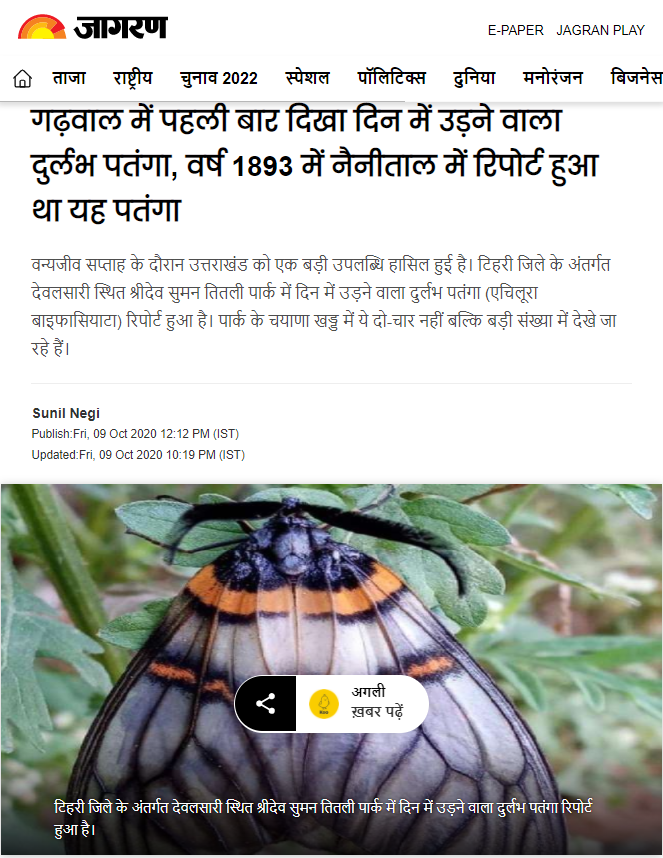 जागरण
E-PAPER JAGRAN PLAY
ताजा राष्ट्रीय चुनाव 2022 स्पेशल पॉलिटिक्स दुनिया मनोरंजन बिजनेस
गढ़वाल में पहली बार दिखा दिन में उड़ने वाला
दुर्लभ पतंगा, वर्ष 1893 में नैनीताल में रिपोर्ट हुआ
था यह पतंगा
वन्यजीव सप्ताह के दौरान उत्तराखंड को एक बड़ी उपलब्धि हासिल हुई है। टिहरी जिले के अंतर्गत
देवलसारी स्थित श्रीदेव सुमन तितली पार्क में दिन में उड़ने वाला दुर्लभ पतंगा (एचिलूरा
बाइफासियाटा) रिपोर्ट हुआ है। पार्क के चयाणा खड्ड में ये दो-चार नहीं बल्कि बड़ी संख्या में देखे जा
रहे हैं।
Sunil Negi
Publish:Fri, 09 Oct 2020 12:12 PM (IST)
Updated:Fri, 09 Oct 2020 10:19 PM (IST)
अगली
ख़बर पढ़ें
टिहरी जिले के अंतर्गत देवलसारी स्थित श्रीदेव सुमन तितली पार्क में दिन में उड़ने वाला दुर्लभ पतंगा रिपोर्ट
हुआ है।